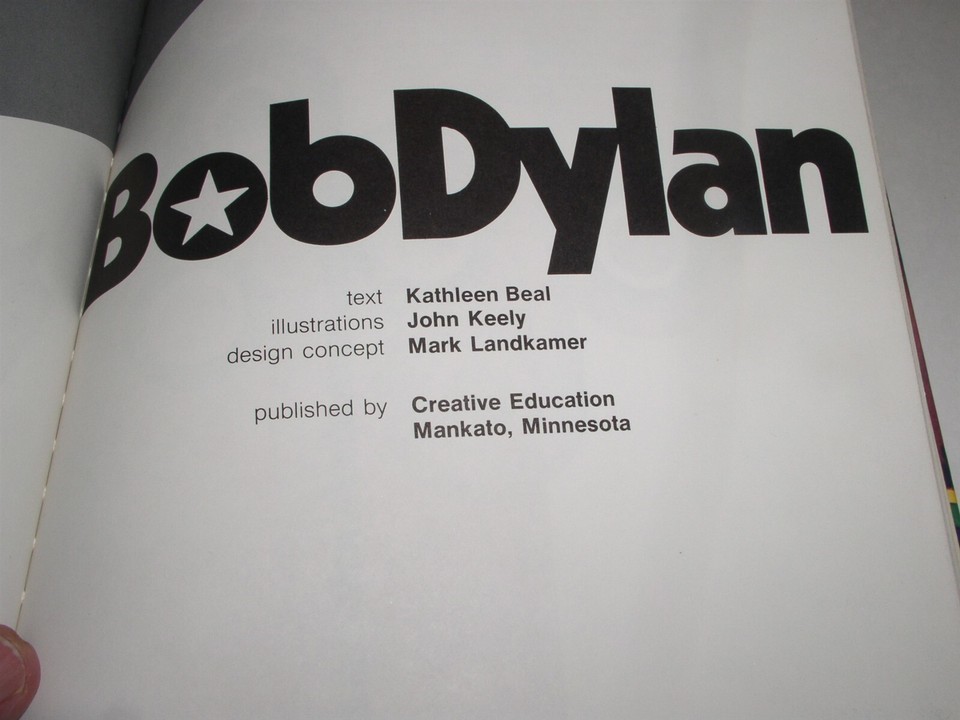 BobDylan
text Kathleen Beal
illustrations John Keely
design concept Mark Landkamer
published by Creative Education
Mankato, Minnesota